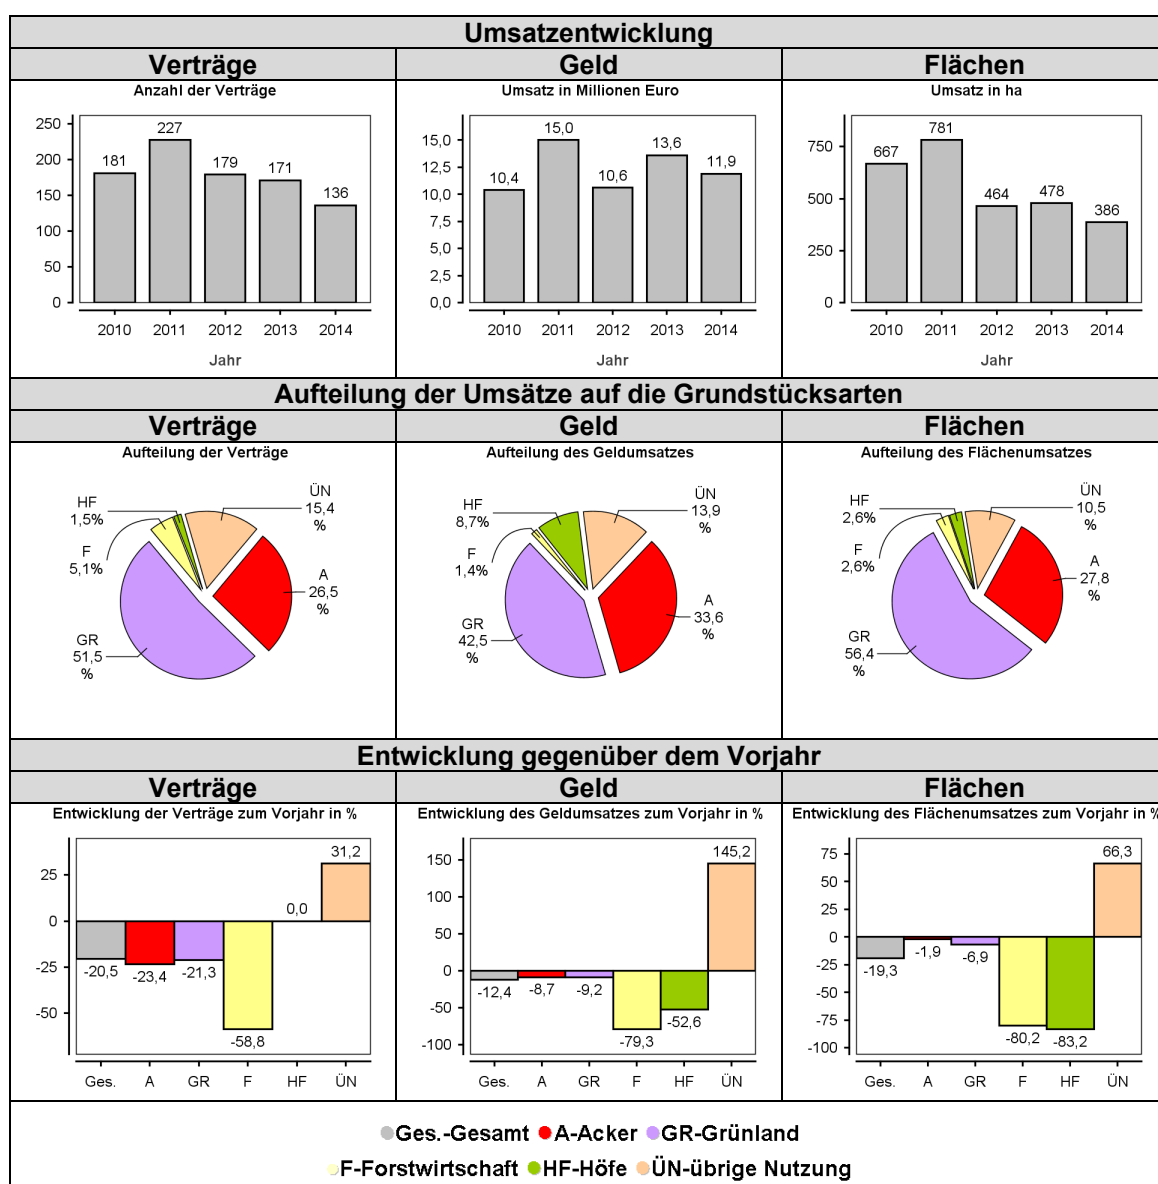 Umsatzentwicklung
Verträge
Geld
Flächen
Anzahl der Verträge
250
200
150
100
50
0
181
227
179
171
136
2010 2011 2012 2013 2014
Jahr
Umsatz in Millionen Euro
15,0
12,5
10,0
7,5
5,0
2,5
0,0
10,4
15,0
10,6
13,6
11,9
2010 2011 2012 2013 2014
Jahr
Umsatz in ha
750
500
250
0
667
781
464
478
386
2010 2011 2012 2013 2014
Jahr
Aufteilung der Umsätze auf die Grundstücksarten
Verträge
Geld
Flächen
Aufteilung der Verträge
HF
1,5%
F
5,1%
GR
51,5
%
ÜN
15,4
%
A
26,5
%
Aufteilung des Geldumsatzes
HF
8,7%
F
1,4%
GR
42,5
%
ÜN
13,9
%
A
33,6
%
Aufteilung des Flächenumsatzes
HF
2,6%
F
2,6%
GR
56,4
%
ÜN
10,5
%
A
27,8
%
Entwicklung gegenüber dem Vorjahr
Verträge
Geld
Flächen
Entwicklung der Verträge zum Vorjahr in %
25
0
-25
-50
-20,5
-23,4
-21,3
-58,8
0,0
31,2
Ges. A GR F HF ÜN
Entwicklung des Geldumsatzes zum Vorjahr in %
150
100
50
0
-50
-100
-12,4
-8,7
-9,2
-79,3
-52,6
145,2
Ges. A GR F HF ÜN
Entwicklung des Flächenumsatzes zum Vorjahr in %
75
50
25
0
-25
-50
-75
-100
-19,3
-1,9
-6,9
-80,2
-83,2
66,3
Ges. A GR F HF ÜN
Ges.-Gesamt A-Acker GR-Grünland
F-Forstwirtschaft HF-Höfe ÜN-übrige Nutzung